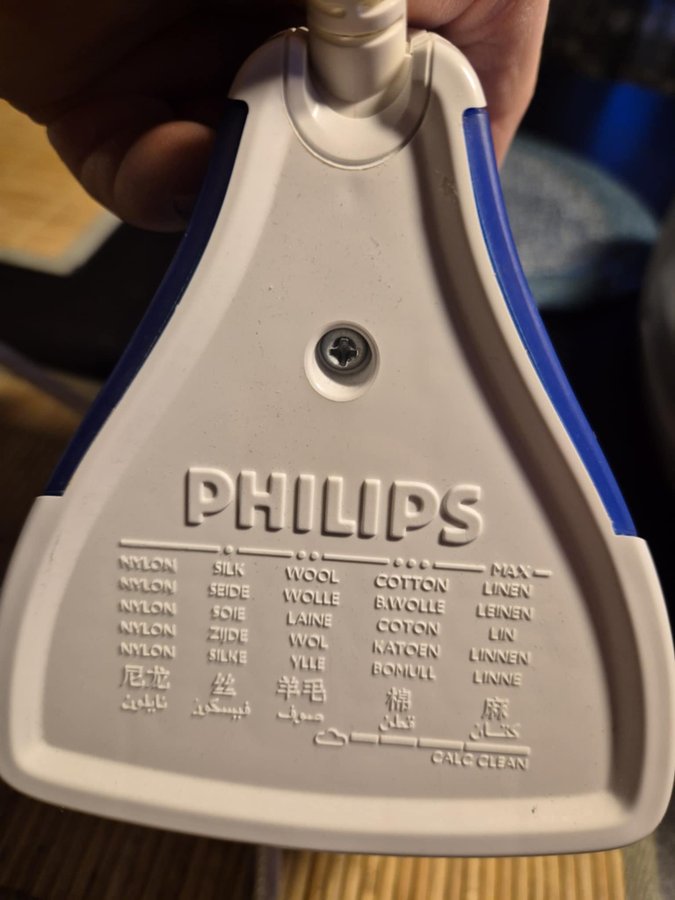 PHILIPS
• •• ••• MAX
NYLON SILK WOOL COTTON LINEN
NYLON SEIDE WOLLE B.WOLLE LEINEN
NYLON SOIE LAINE COTON LIN
NYLON ZIJDE WOL KATOEN LINNEN
NYLON SILKE YLLE BOMULL LINNE
尼龙 丝 羊毛 棉 麻
نايلون فيسكوز صوف قطن كتان
CALC CLEAN